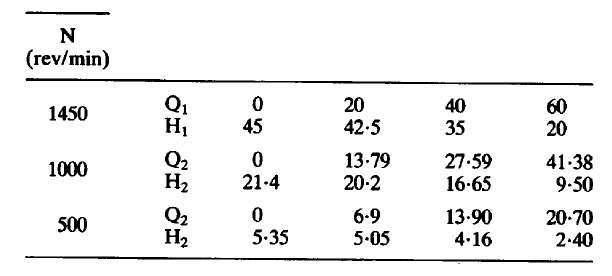 N
(rev/min)
1450 Q₁ 0 20 40 60
H₁ 45 42·5 35 20
1000 Q₂ 0 13·79 27·59 41·38
H₂ 21·4 20·2 16·65 9·50
500 Q₂ 0 6·9 13·90 20·70
H₂ 5·35 5·05 4·16 2·40